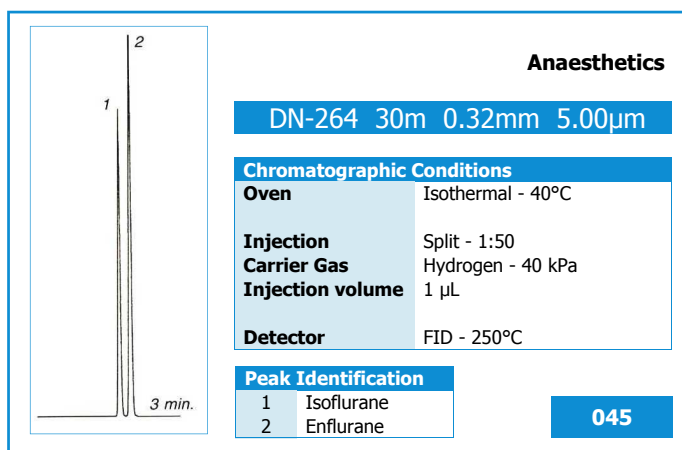 2
1
3 min.
Anaesthetics
DN-264 30m 0.32mm 5.00µm
Chromatographic Conditions
Oven Isothermal - 40°C
Injection Split - 1:50
Carrier Gas Hydrogen - 40 kPa
Injection volume 1 µL
Detector FID - 250°C
Peak Identification
1 Isoflurane
2 Enflurane
045